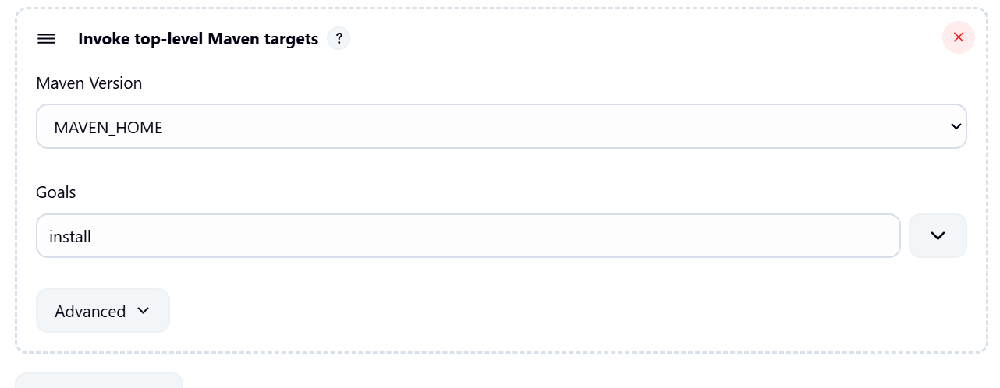 Invoke top-level Maven targets ?
Maven Version
MAVEN_HOME
Goals
install
Advanced